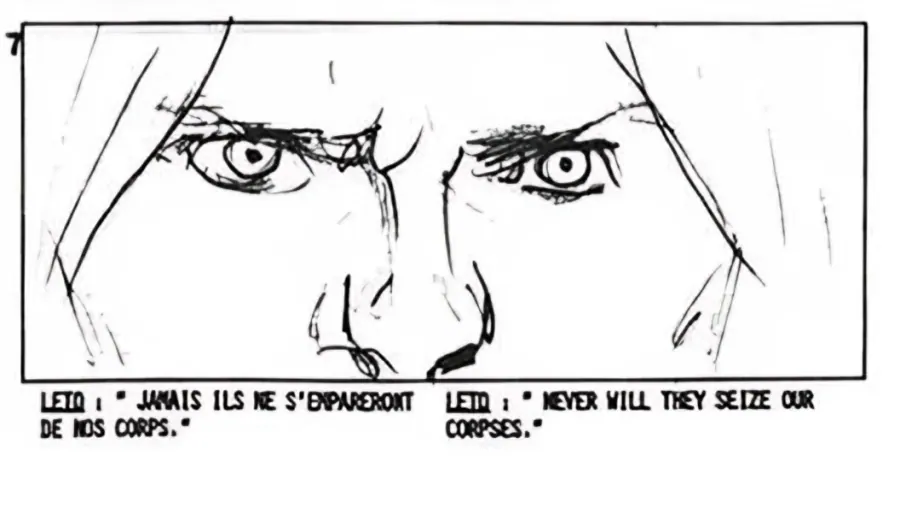 7
LETO : " JAMAIS ILS NE S'EMPARERONT
DE NOS CORPS."
LETO : " NEVER WILL THEY SEIZE OUR
CORPSES."